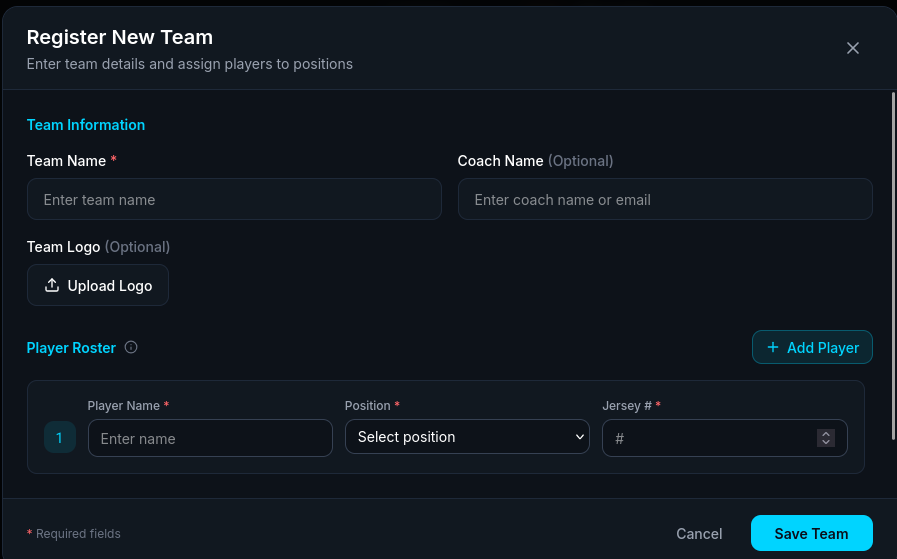 Register New Team
Enter team details and assign players to positions
Team Information
Team Name *
Coach Name (Optional)
Enter team name
Enter coach name or email
Team Logo (Optional)
Upload Logo
Player Roster
+ Add Player
Player Name *
Position *
Jersey # *
1
Enter name
Select position
#
* Required fields
Cancel
Save Team